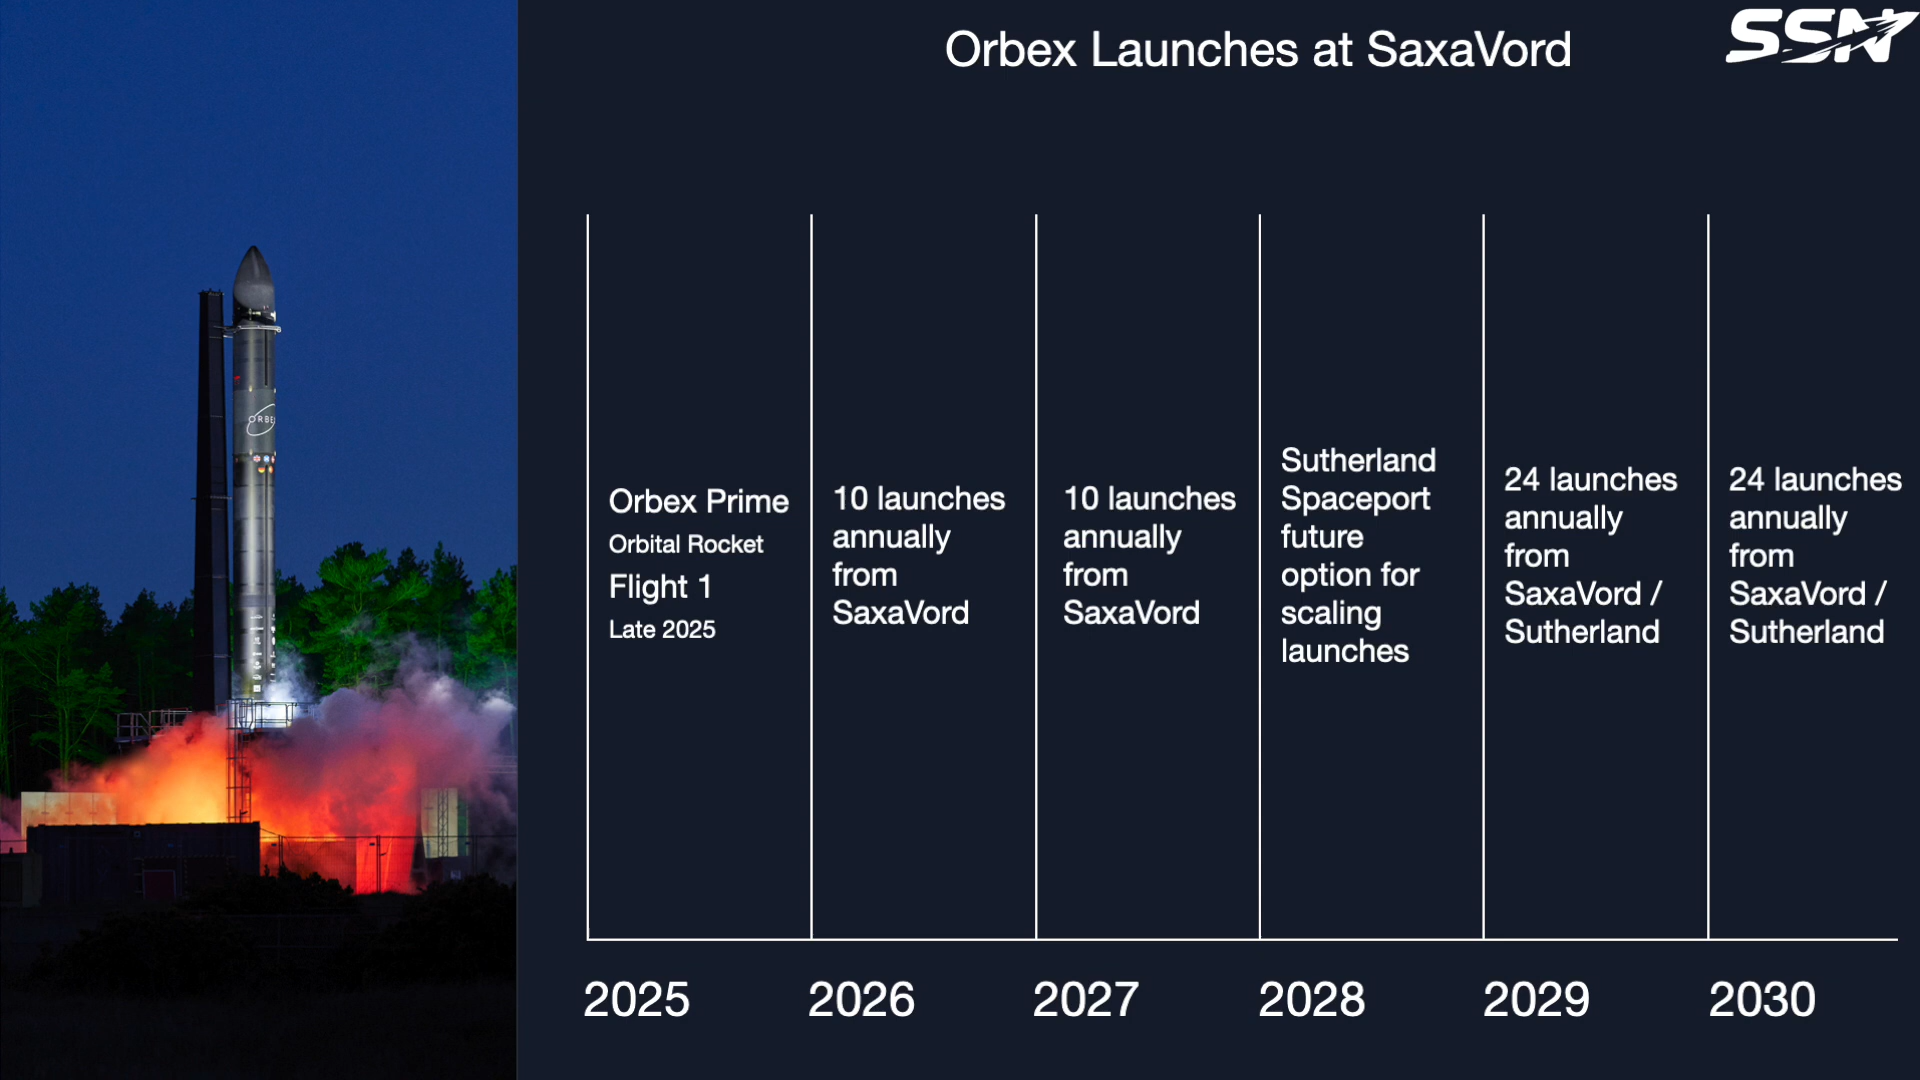 Orbex Launches at SaxaVord
SSN
ORBE
Orbex Prime
Orbital Rocket
Flight 1
Late 2025
10 launches
annually
from
SaxaVord
10 launches
annually
from
SaxaVord
Sutherland
Spaceport
future
option for
scaling
launches
24 launches
annually
from
SaxaVord /
Sutherland
24 launches
annually
from
SaxaVord /
Sutherland
2025
2026
2027
2028
2029
2030